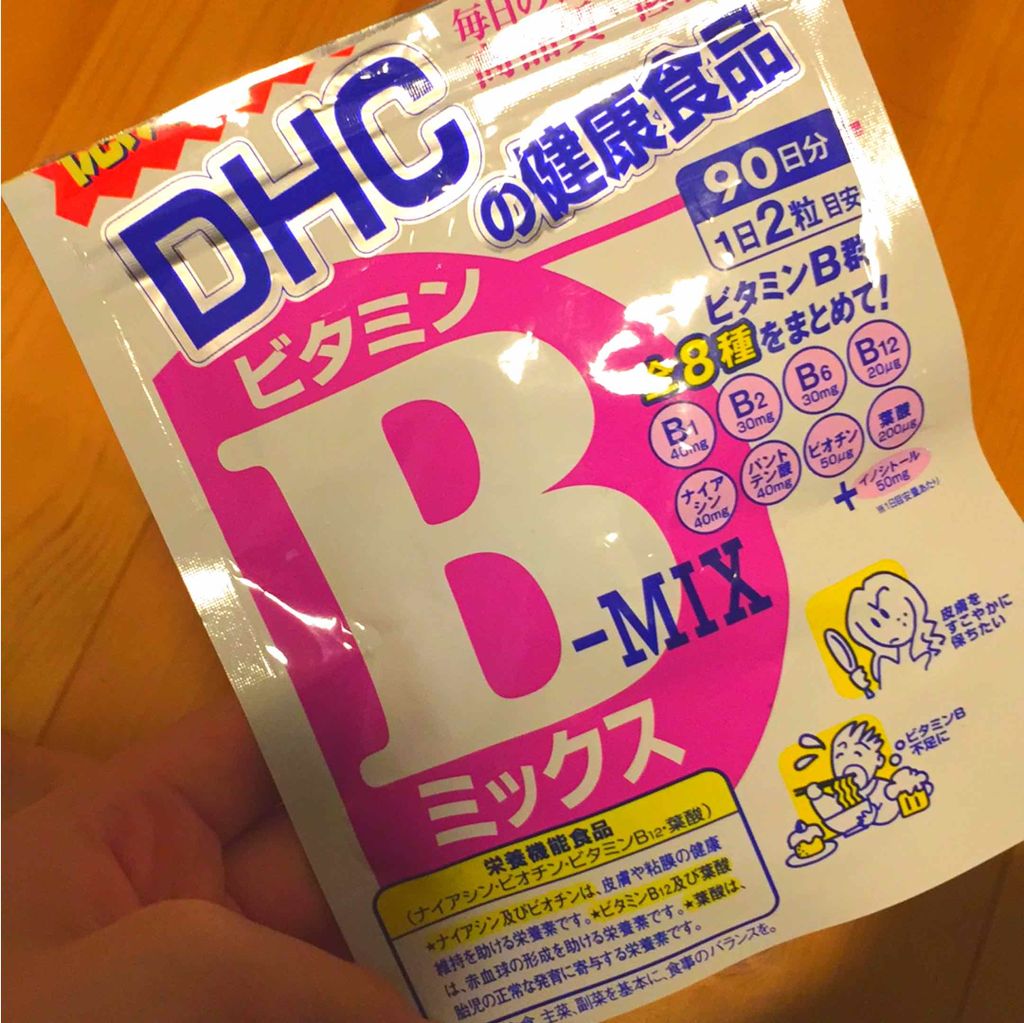 毎日の
DHC
の健康食品
90日分
1日2粒目安
ビタミン
B
-MIX
ミックス
ビタミンB群
全8種をまとめて!
B1
40mg
B2
30mg
B6
30mg
B12
20μg
ナイア
シン
40mg
パント
テン酸
40mg
ビオチン
50μg
葉酸
200μg
+
イノシトール
50mg
※1日目安量あたり
皮膚を
すこやかに
保ちたい
ビタミンB
不足に
栄養機能食品
(ナイアシン・ビオチン・ビタミンB12・葉酸)
★ナイアシン及びビオチンは、皮膚や粘膜の健康
維持を助ける栄養素です。★ビタミンB12及び葉酸
は、赤血球の形成を助ける栄養素です。★葉酸は、
胎児の正常な発育に寄与する栄養素です。
主菜、副菜を基本に、食事のバランスを。